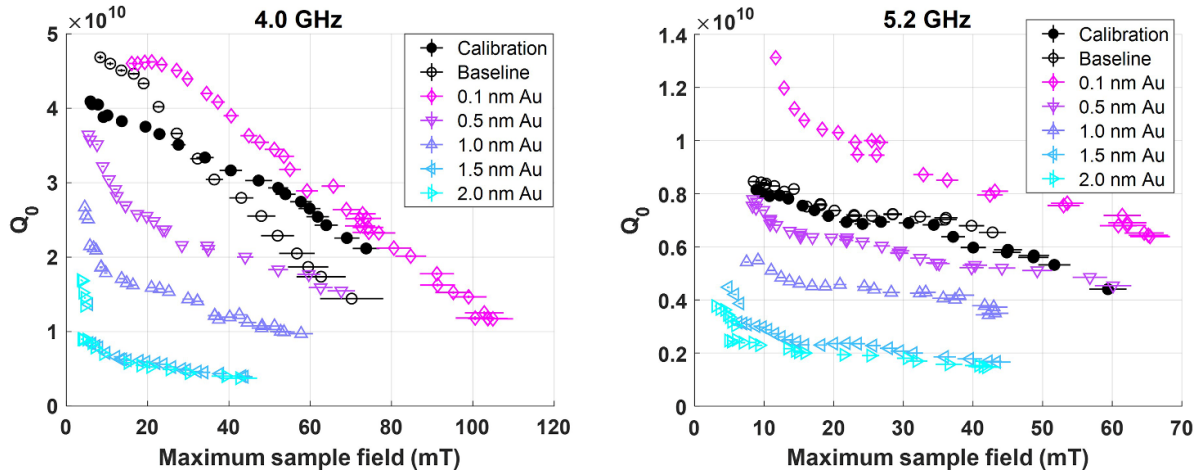 4.0 GHz
×10^10
5
4
3
2
1
0
Q_0
0 20 40 60 80 100 120
Maximum sample field (mT)
Calibration
Baseline
0.1 nm Au
0.5 nm Au
1.0 nm Au
1.5 nm Au
2.0 nm Au
5.2 GHz
×10^10
1.4
1.2
1
0.8
0.6
0.4
0.2
0
Q_0
0 10 20 30 40 50 60 70
Maximum sample field (mT)
Calibration
Baseline
0.1 nm Au
0.5 nm Au
1.0 nm Au
1.5 nm Au
2.0 nm Au